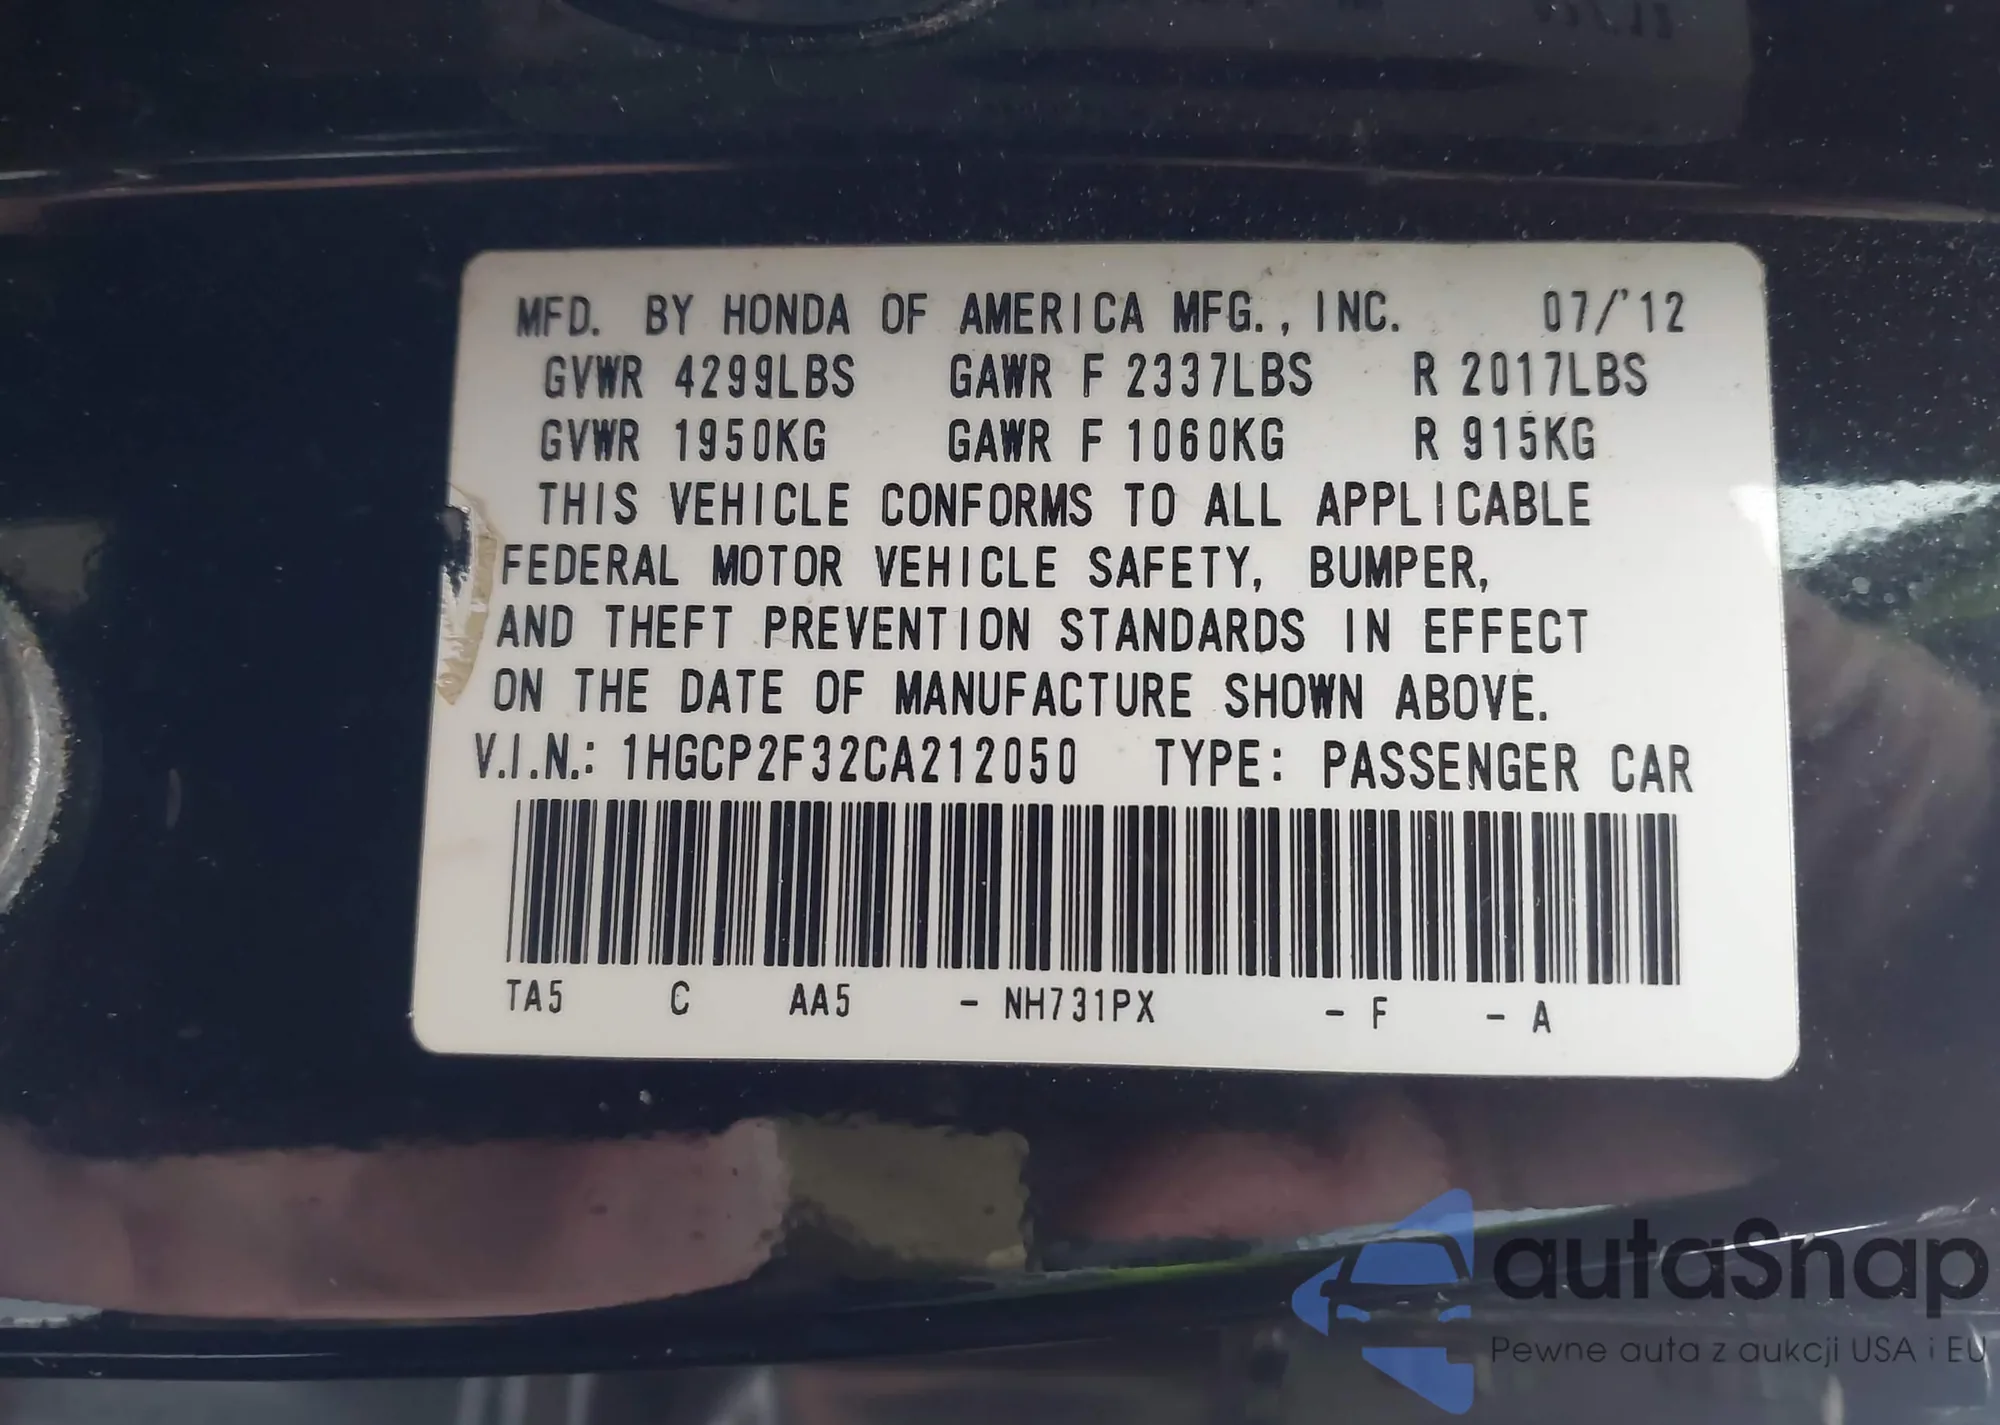 MFD. BY HONDA OF AMERICA MFG., INC. 07/'12
GVWR 4299LBS GAWR F 2337LBS R 2017LBS
GVWR 1950KG GAWR F 1060KG R 915KG
THIS VEHICLE CONFORMS TO ALL APPLICABLE
FEDERAL MOTOR VEHICLE SAFETY, BUMPER,
AND THEFT PREVENTION STANDARDS IN EFFECT
ON THE DATE OF MANUFACTURE SHOWN ABOVE.
V.I.N.: 1HGCP2F32CA212050 TYPE: PASSENGER CAR
TA5 C AA5 - NH731PX - F - A
autaSnap
Pewne auta z aukcji USA i EU